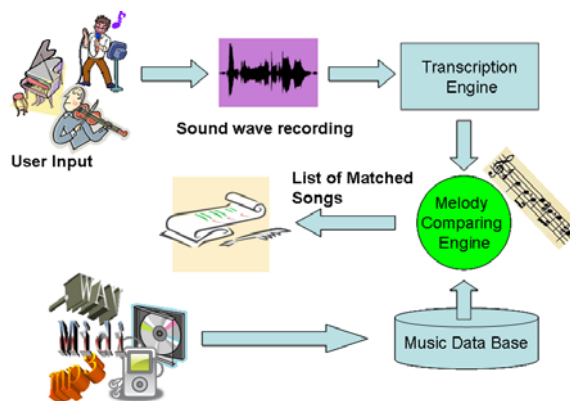 Transcription
Engine
Sound wave recording
User Input
List of Matched
Songs
Melody
Comparing
Engine
.WAV
Midi
MP3
Music Data Base